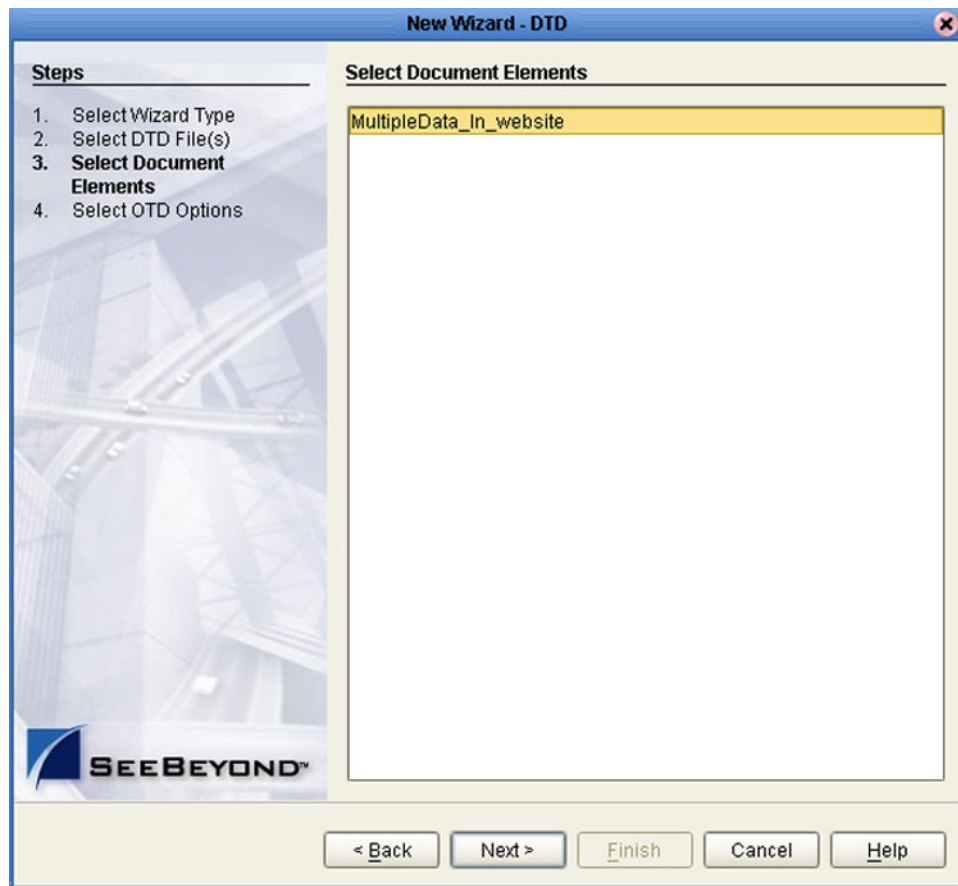 New Wizard - DTD
Steps
1. Select Wizard Type
2. Select DTD File(s)
3. Select Document
Elements
4. Select OTD Options
SEEBEYOND™
Select Document Elements
MultipleData_In_website
< Back
Next >
Finish
Cancel
Help